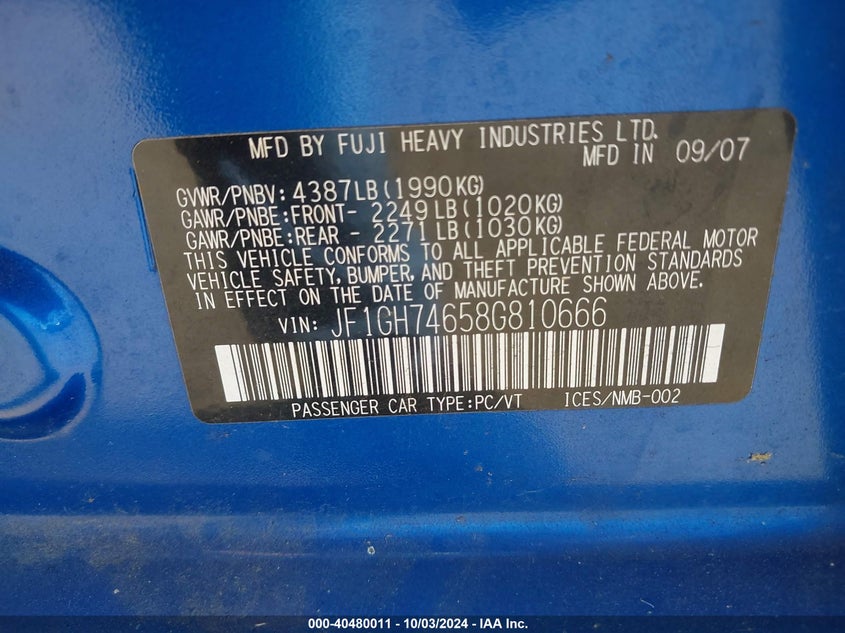 MFD BY FUJI HEAVY INDUSTRIES LTD.
MFD IN 09/07
GVWR/PNBV: 4387LB(1990KG)
GAWR/PNBE:FRONT- 2249LB(1020KG)
GAWR/PNBE:REAR - 2271LB(1030KG)
THIS VEHICLE CONFORMS TO ALL APPLICABLE FEDERAL MOTOR
VEHICLE SAFETY, BUMPER, AND THEFT PREVENTION STANDARDS
IN EFFECT ON THE DATE OF MANUFACTURE SHOWN ABOVE.
VIN: JF1GH74658G810666
PASSENGER CAR TYPE:PC/VT ICES/NMB-002
000-40480011 - 10/03/2024 - IAA Inc.